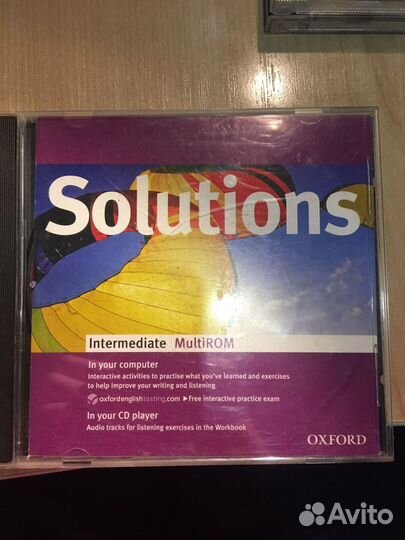 Solutions
Intermediate MultiROM
In your computer
Interactive activities to practise what you've learned and exercises
to help improve your writing and listening
oxfordenglishtesting.com ▸ Free interactive practice exam
In your CD player
Audio tracks for listening exercises in the Workbook
OXFORD
Avito